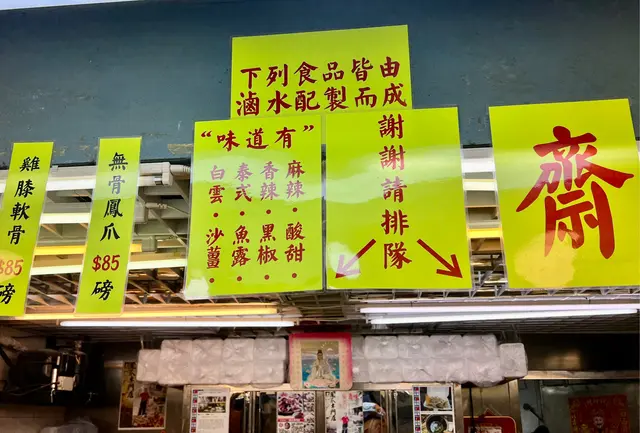 下列食品皆由
滷水配製而成
雞膝軟骨
$85
磅
無骨鳳爪
$85
磅
“味道有”
麻辣·酸甜·
香辣·黑椒·
泰式·魚露·
白雲·沙薑·
謝謝請排隊
齋